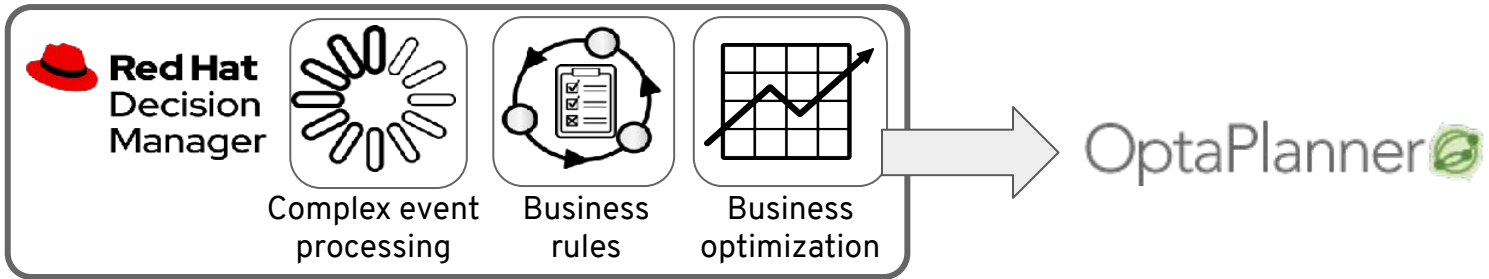 Red Hat
Decision
Manager
Complex event
processing
Business
rules
Business
optimization
OptaPlanner